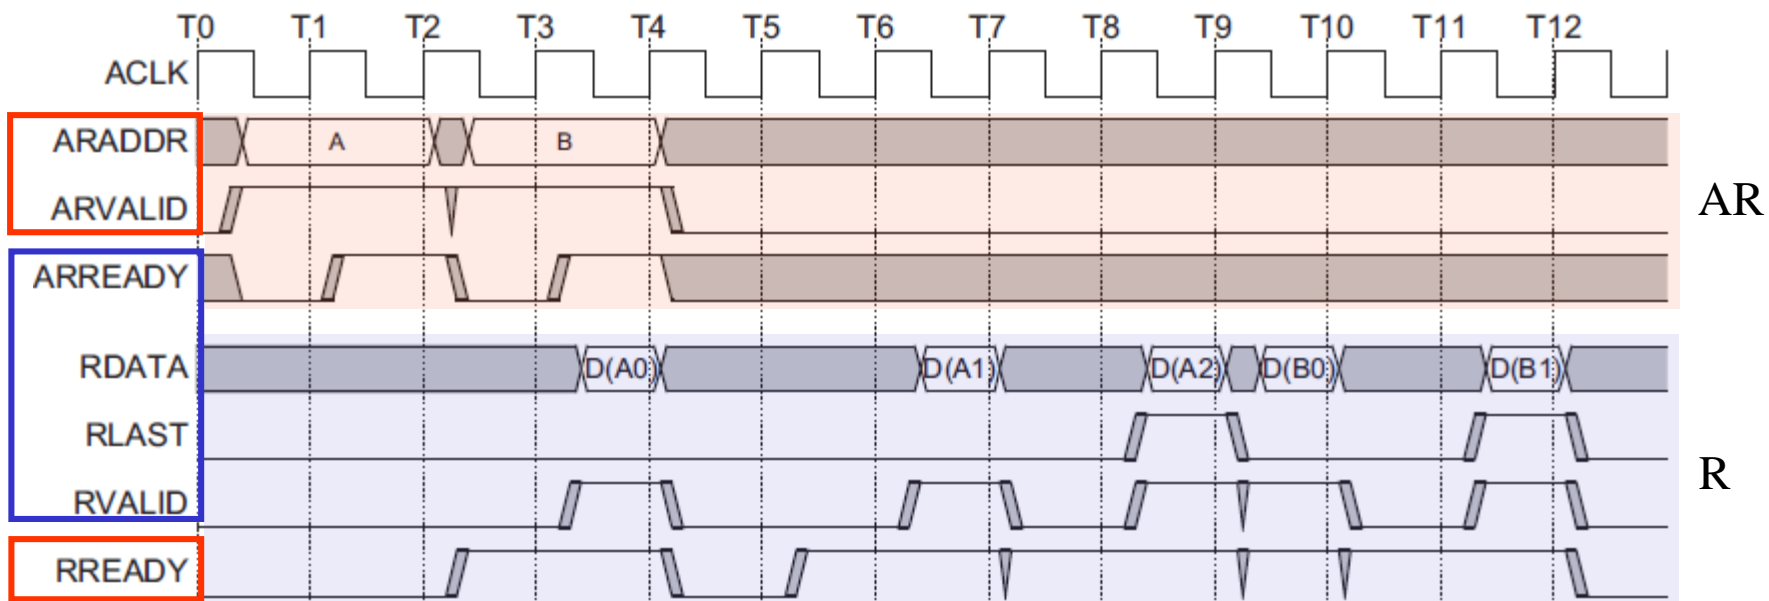 T0 T1 T2 T3 T4 T5 T6 T7 T8 T9 T10 T11 T12
ACLK
ARADDR A B
ARVALID AR
ARREADY
RDATA D(A0) D(A1) D(A2) D(B0) D(B1)
RLAST
RVALID R
RREADY